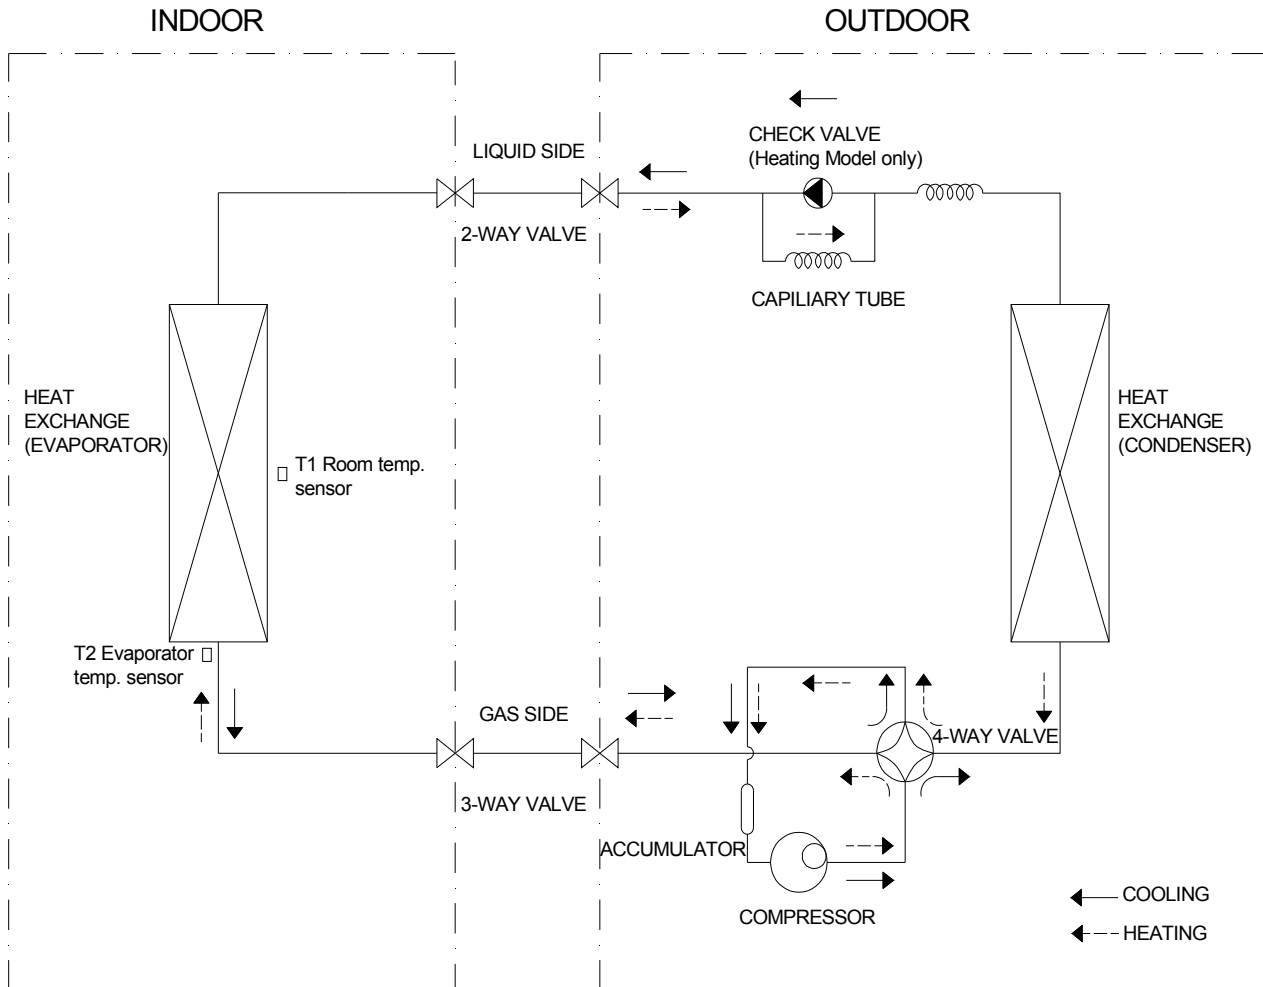 INDOOR
OUTDOOR
CHECK VALVE
(Heating Model only)
LIQUID SIDE
2-WAY VALVE
CAPILIARY TUBE
HEAT
EXCHANGE
(EVAPORATOR)
T1 Room temp.
sensor
HEAT
EXCHANGE
(CONDENSER)
T2 Evaporator
temp. sensor
GAS SIDE
4-WAY VALVE
3-WAY VALVE
ACCUMULATOR
COMPRESSOR
COOLING
HEATING